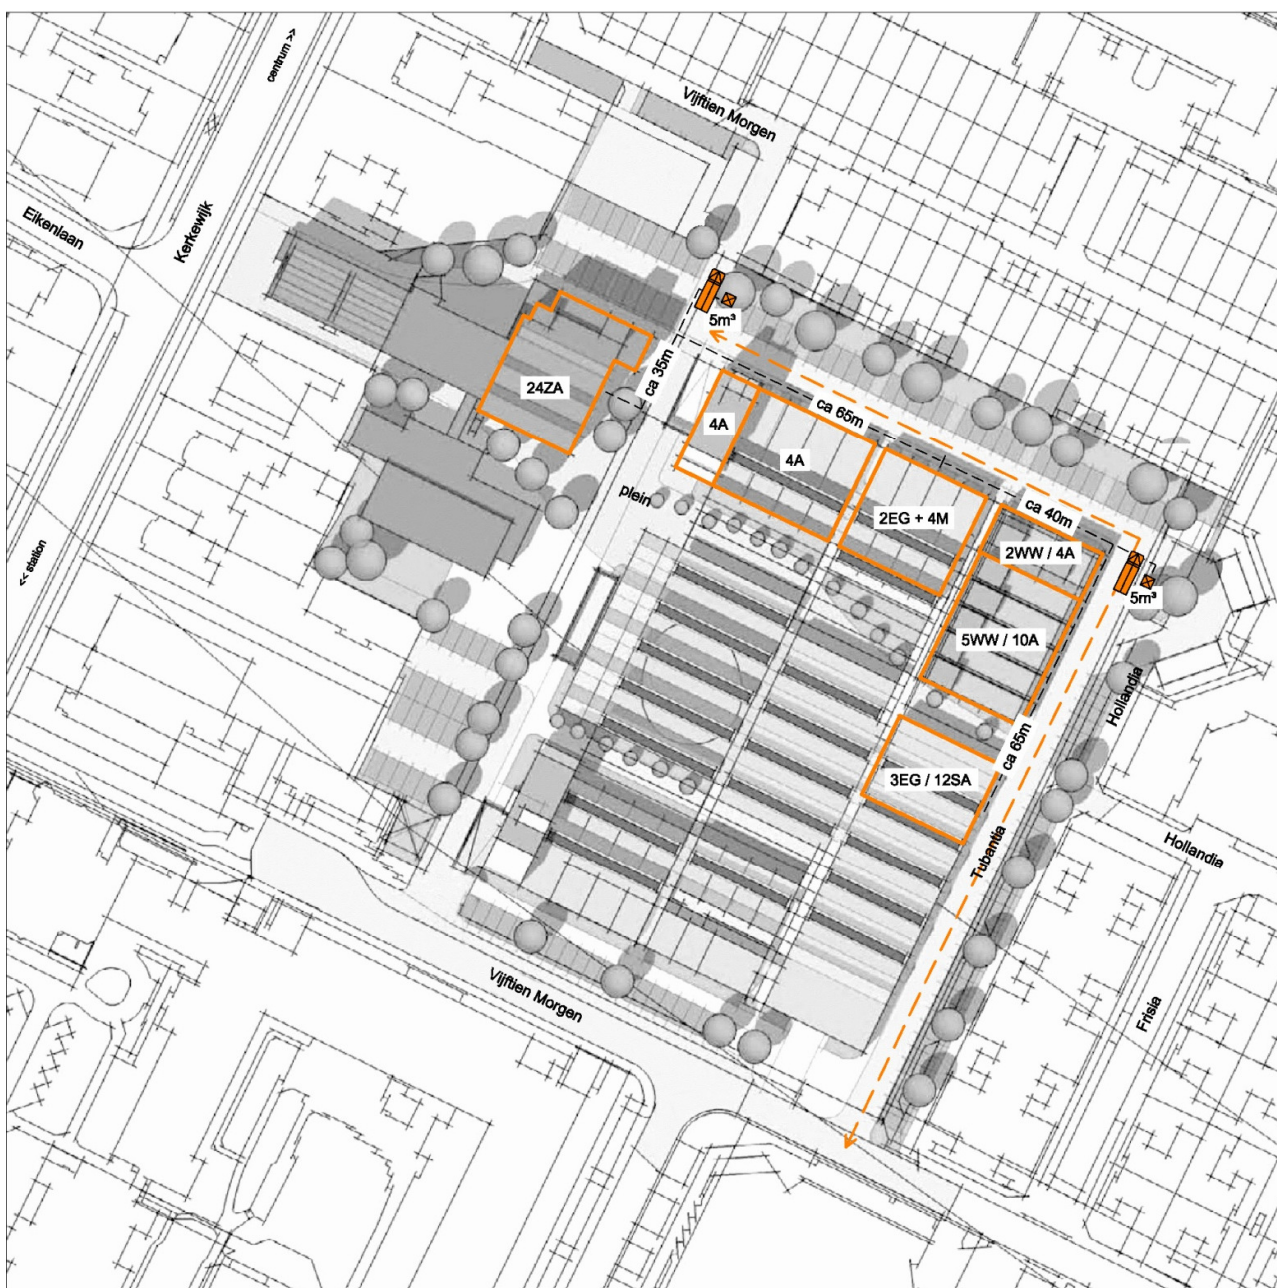 centrum >>
Vijftien Morgen
Eikenlaan
Kerkewijk
5m³
ca 35m
24ZA
ca 65m
4A
4A
plein
2EG + 4M
ca 40m
2WW / 4A
<< station
5m³
5WW / 10A
Hollandia
ca 65m
3EG / 12SA
Tubantia
Hollandia
Vijftien Morgen
Frisia